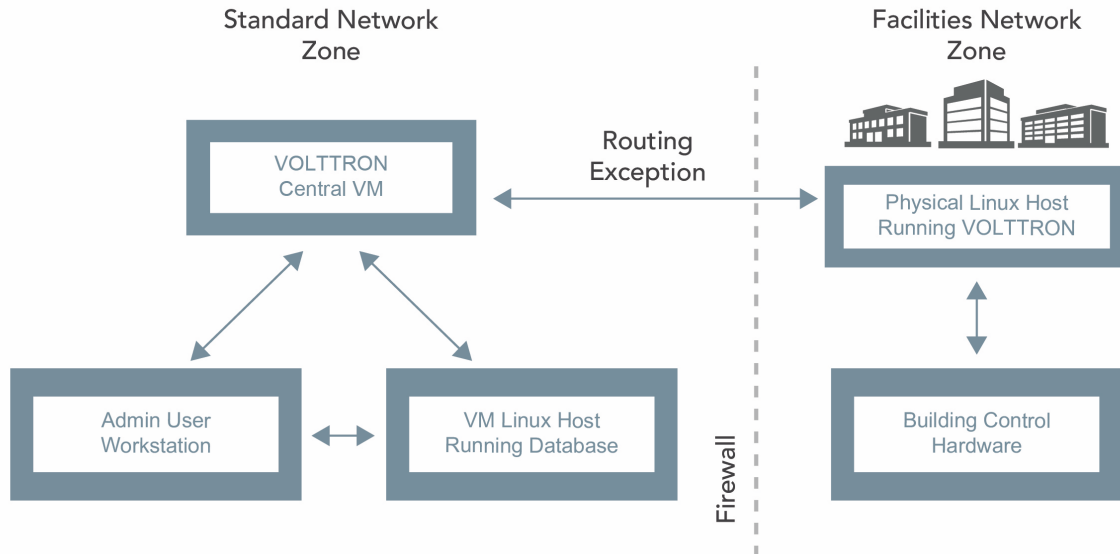 Standard Network
Zone
Facilities Network
Zone
VOLTTRON
Central VM
Routing
Exception
Physical Linux Host
Running VOLTTRON
Admin User
Workstation
VM Linux Host
Running Database
Firewall
Building Control
Hardware